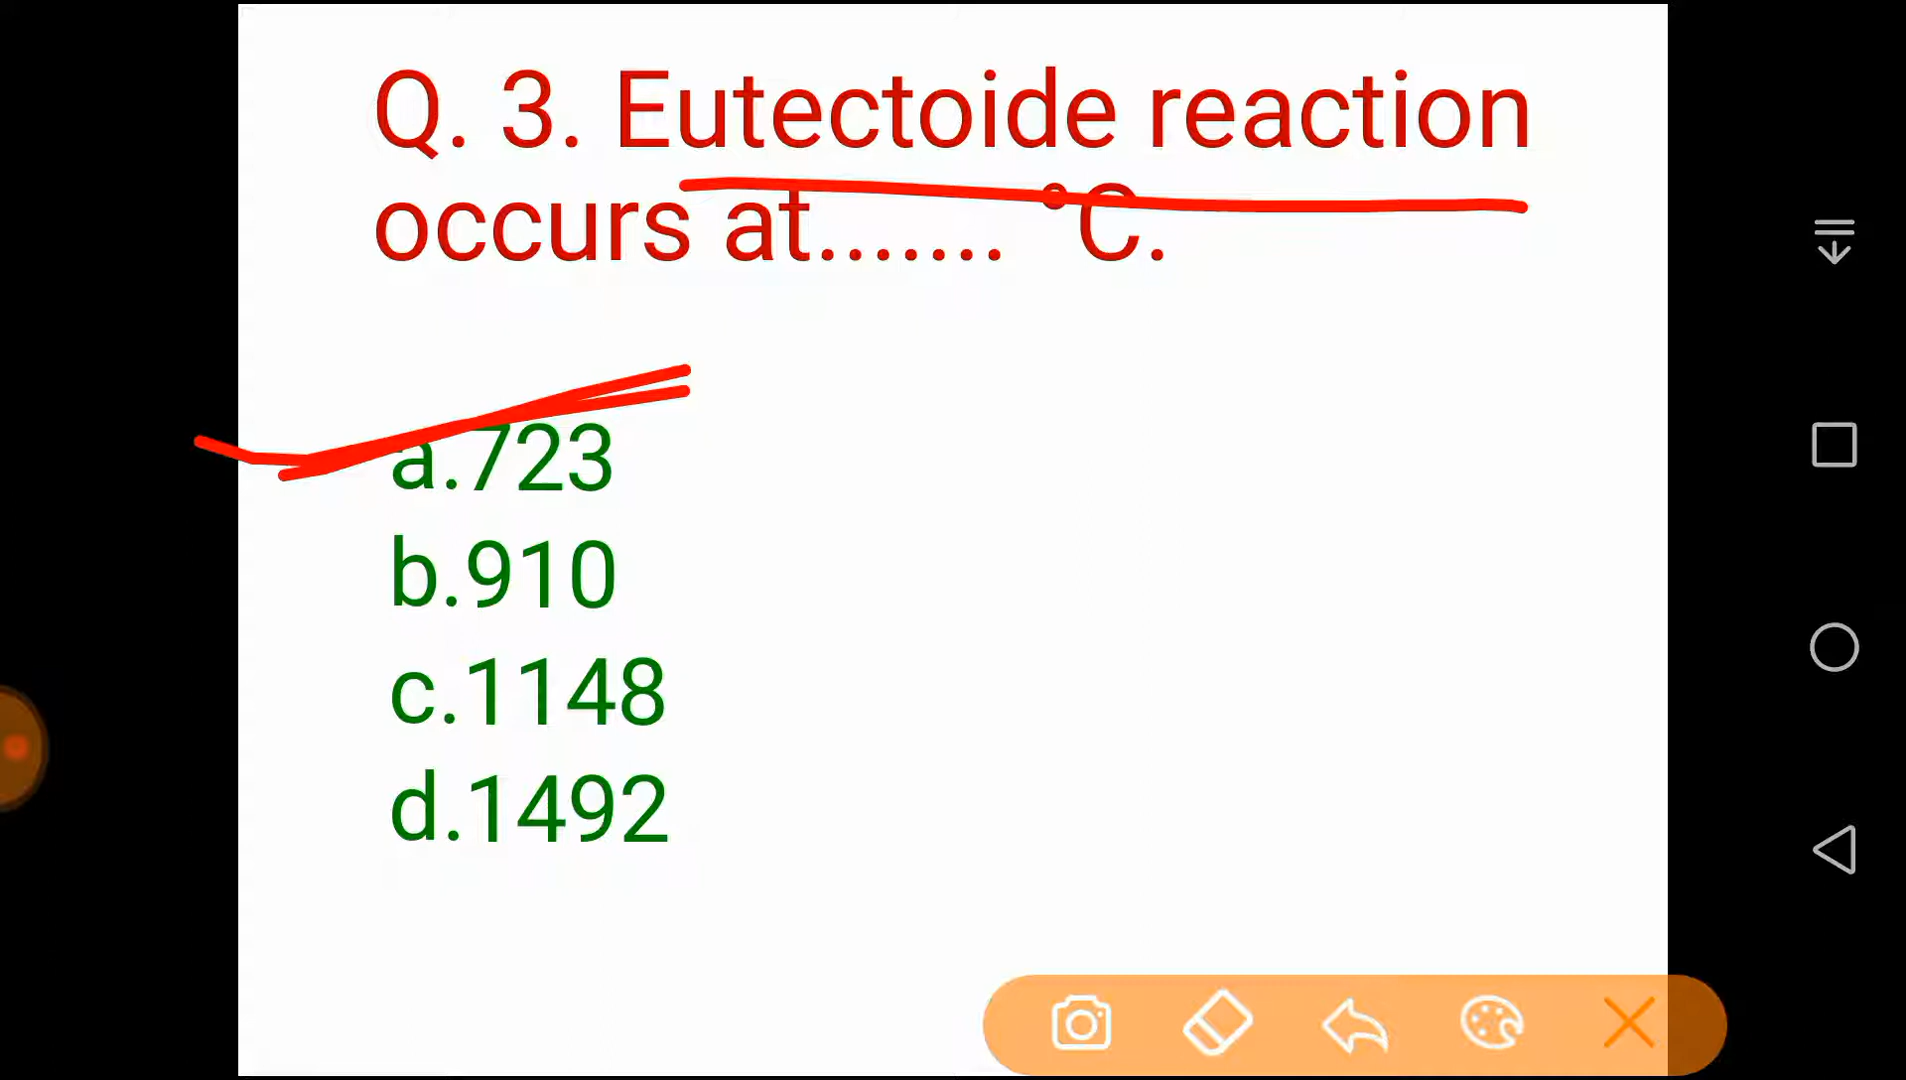 Q. 3. Eutectoide reaction
occurs at....... °C.
a.723
b.910
c.1148
d.1492